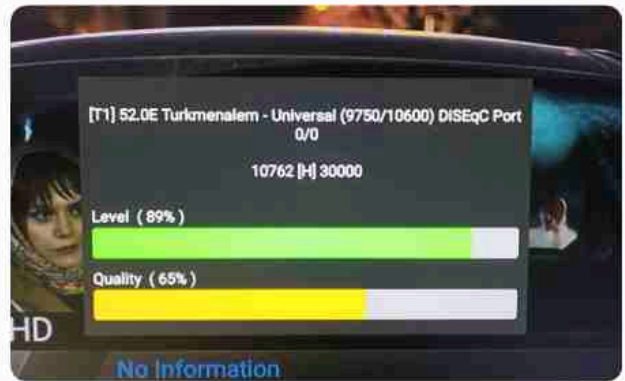 [T1] 52.0E Turkmenalem - Universal (9750/10600) DISEqC Port
0/0
10762 [H] 30000
Level ( 89% )
Quality ( 65% )
HD
No Information